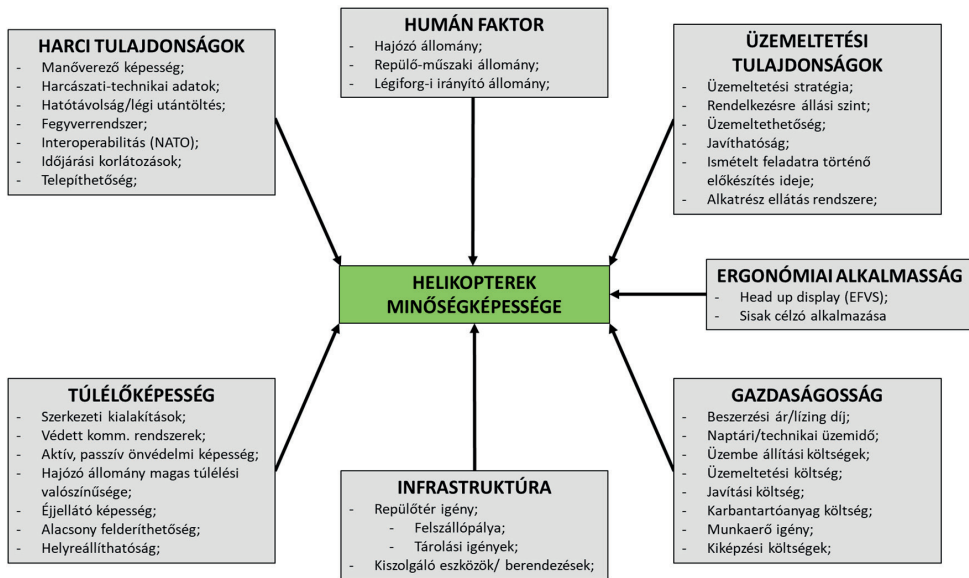 HARCI TULAJDONSÁGOK
- Manőverező képesség;
- Harcászati-technikai adatok;
- Hatótávolság/légi utántöltés;
- Fegyverrendszer;
- Interoperabilitás (NATO);
- Időjárási korlátozások;
- Telepíthetőség;
HUMÁN FAKTOR
- Hajózó állomány;
- Repülő-műszaki állomány;
- Légiforg-i irányító állomány;
ÜZEMELTETÉSI
TULAJDONSÁGOK
- Üzemeltetési stratégia;
- Rendelkezésre állási szint;
- Üzemeltethetőség;
- Javíthatóság;
- Ismételt feladatra történő
előkészítés ideje;
- Alkatrész ellátás rendszere;
HELIKOPTEREK
MINŐSÉGKÉPESSÉGE
ERGONÓMIAI ALKALMASSÁG
- Head up display (EFVS);
- Sisak célzó alkalmazása
TÚLÉLŐKÉPESSÉG
- Szerkezeti kialakítások;
- Védett komm. rendszerek;
- Aktív, passzív önvédelmi képesség;
- Hajózó állomány magas túlélési
valószínűsége;
- Éjjellátó képesség;
- Alacsony felderíthetőség;
- Helyreállíthatóság;
INFRASTRUKTÚRA
- Repülőtér igény;
- Felszállópálya;
- Tárolási igények;
- Kiszolgáló eszközök/ berendezések;
GAZDASÁGOSSÁG
- Beszerzési ár/lízing díj;
- Naptári/technikai üzemidő;
- Üzembe állítási költségek;
- Üzemeltetési költség;
- Javítási költség;
- Karbantartóanyag költség;
- Munkaerő igény;
- Kiképzési költségek;